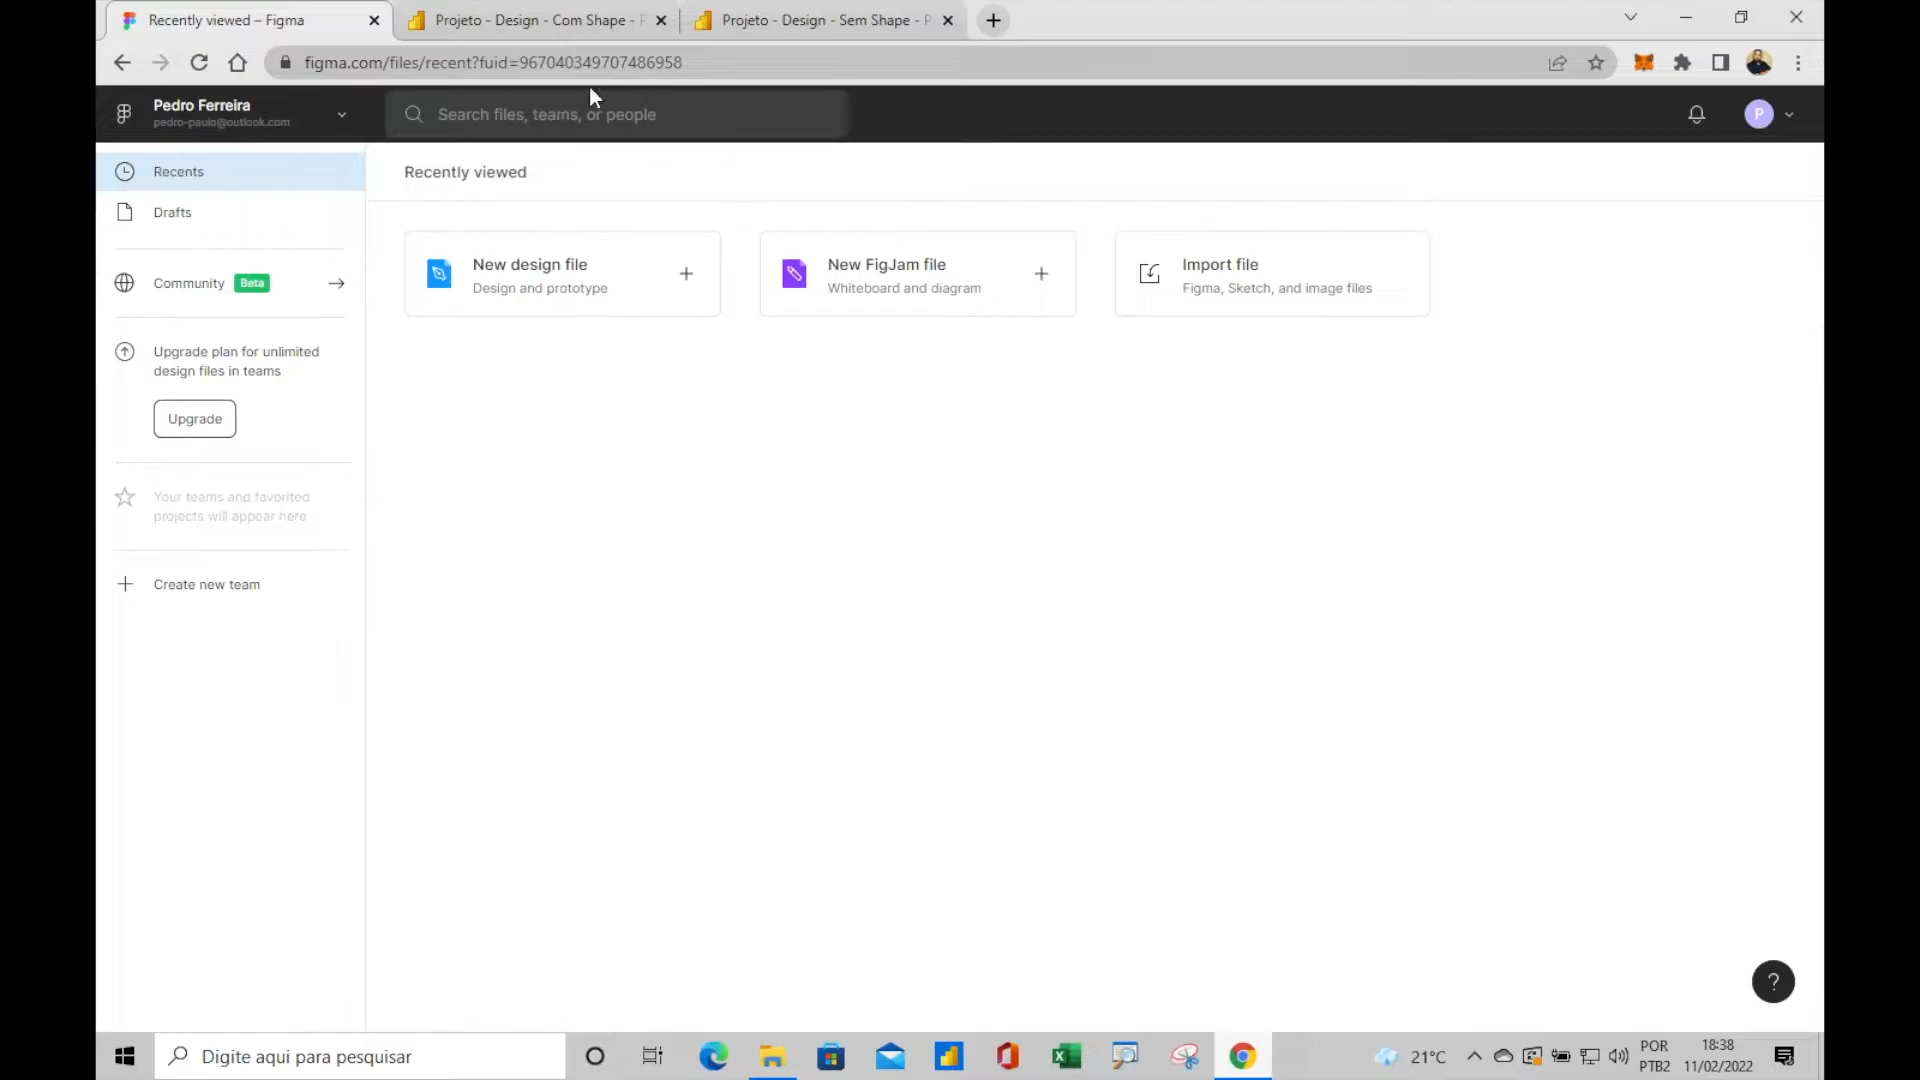 Recently viewed – Figma
Projeto - Design - Com Shape -
Projeto - Design - Sem Shape -
figma.com/files/recent?fuid=967040349707486958
Pedro Ferreira
pedro-paulo@outlook.com
Search files, teams, or people
P
Recents
Drafts
Community Beta
Upgrade plan for unlimited
design files in teams
Upgrade
Your teams and favorited
projects will appear here
Create new team
Recently viewed
New design file
Design and prototype
New FigJam file
Whiteboard and diagram
Import file
Figma, Sketch, and image files
?
Digite aqui para pesquisar
21°C
POR
PTB2
18:38
11/02/2022